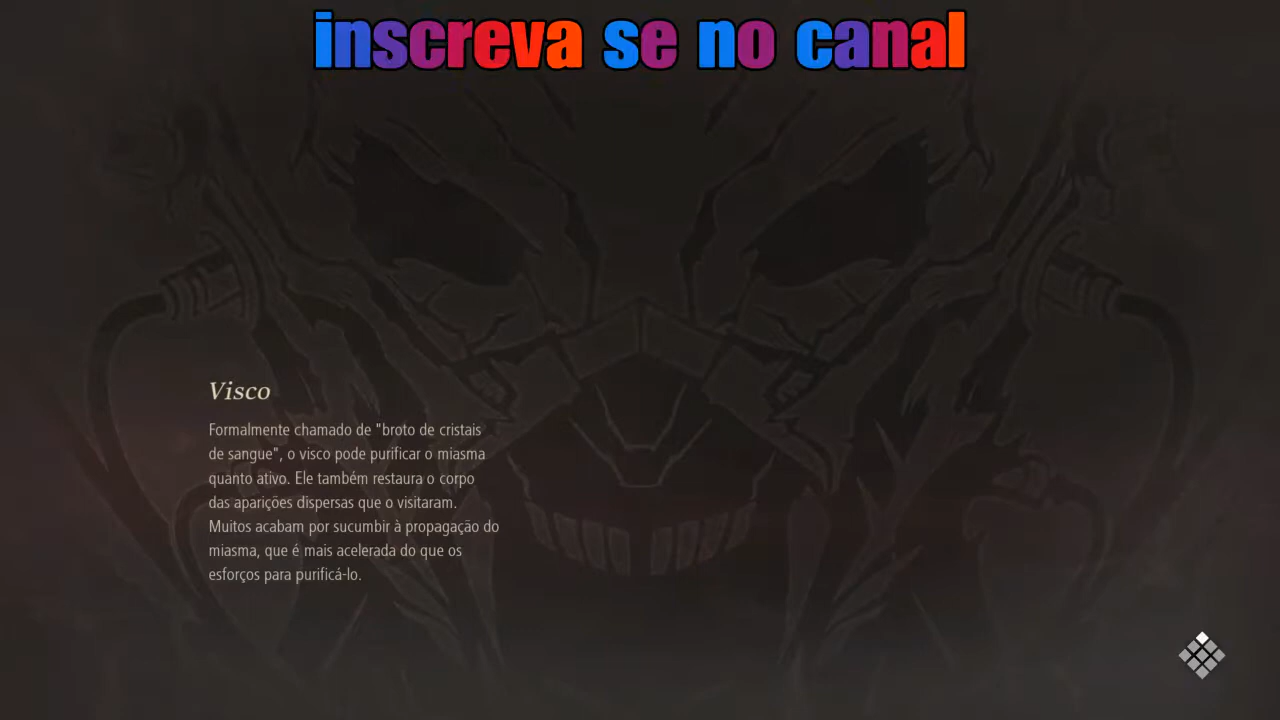 inscreva se no canal
Visco
Formalmente chamado de "broto de cristais
de sangue", o visco pode purificar o miasma
quanto ativo. Ele também restaura o corpo
das aparições dispersas que o visitaram.
Muitos acabam por sucumbir à propagação do
miasma, que é mais acelerada do que os
esforços para purificá-lo.